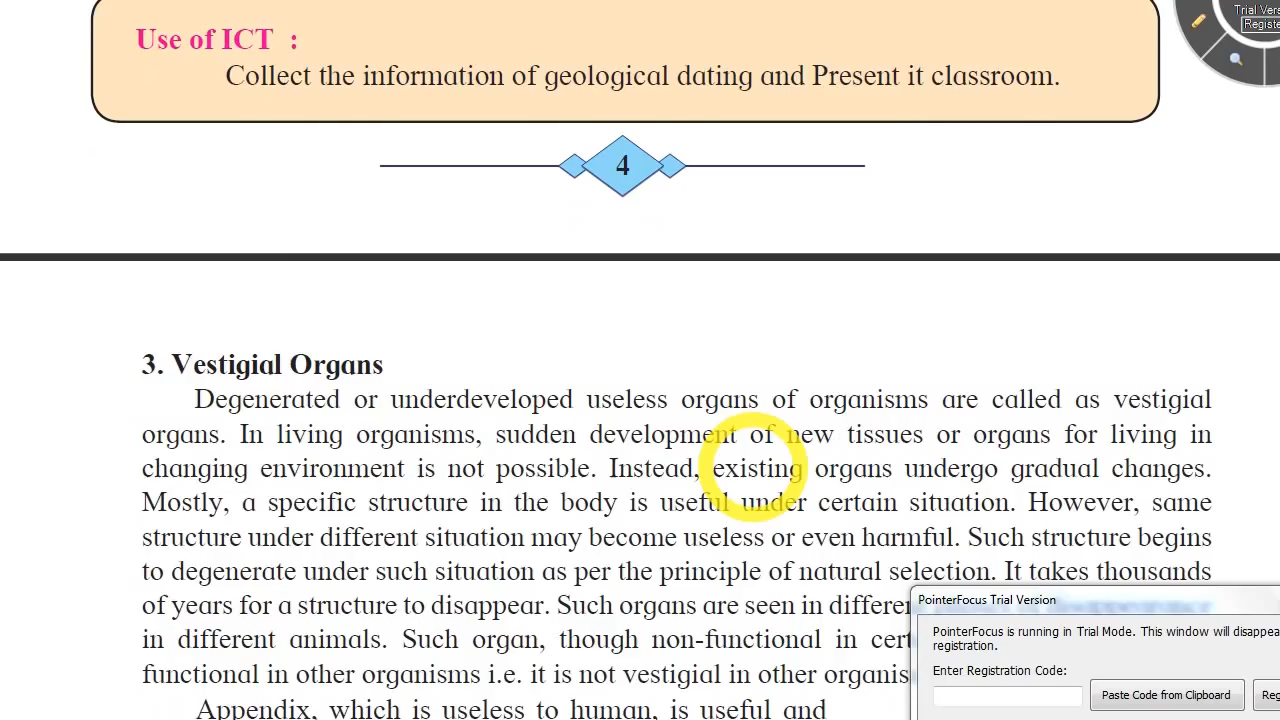 Trial
Use of ICT :
Collect the information of geological dating and Present it classroom.
4
3. Vestigial Organs
Degenerated or underdeveloped useless organs of organisms are called as vestigial
organs. In living organisms, sudden development of new tissues or organs for living in
changing environment is not possible. Instead, existing organs undergo gradual changes.
Mostly, a specific structure in the body is useful under certain situation. However, same
structure under different situation may become useless or even harmful. Such structure begins
to degenerate under such situation as per the principle of natural selection. It takes thousands
of years for a structure to disappear. Such organs are seen in
in different animals. Such organ, though non-functional in
functional in other organisms i.e. it is not vestigial in other
Appendix, which is useless to human, is useful and
PointerFocus Trial Version
PointerFocus is running in Trial Mode. This window will
registration.
Enter Registration Code:
Paste Code from Clipboard